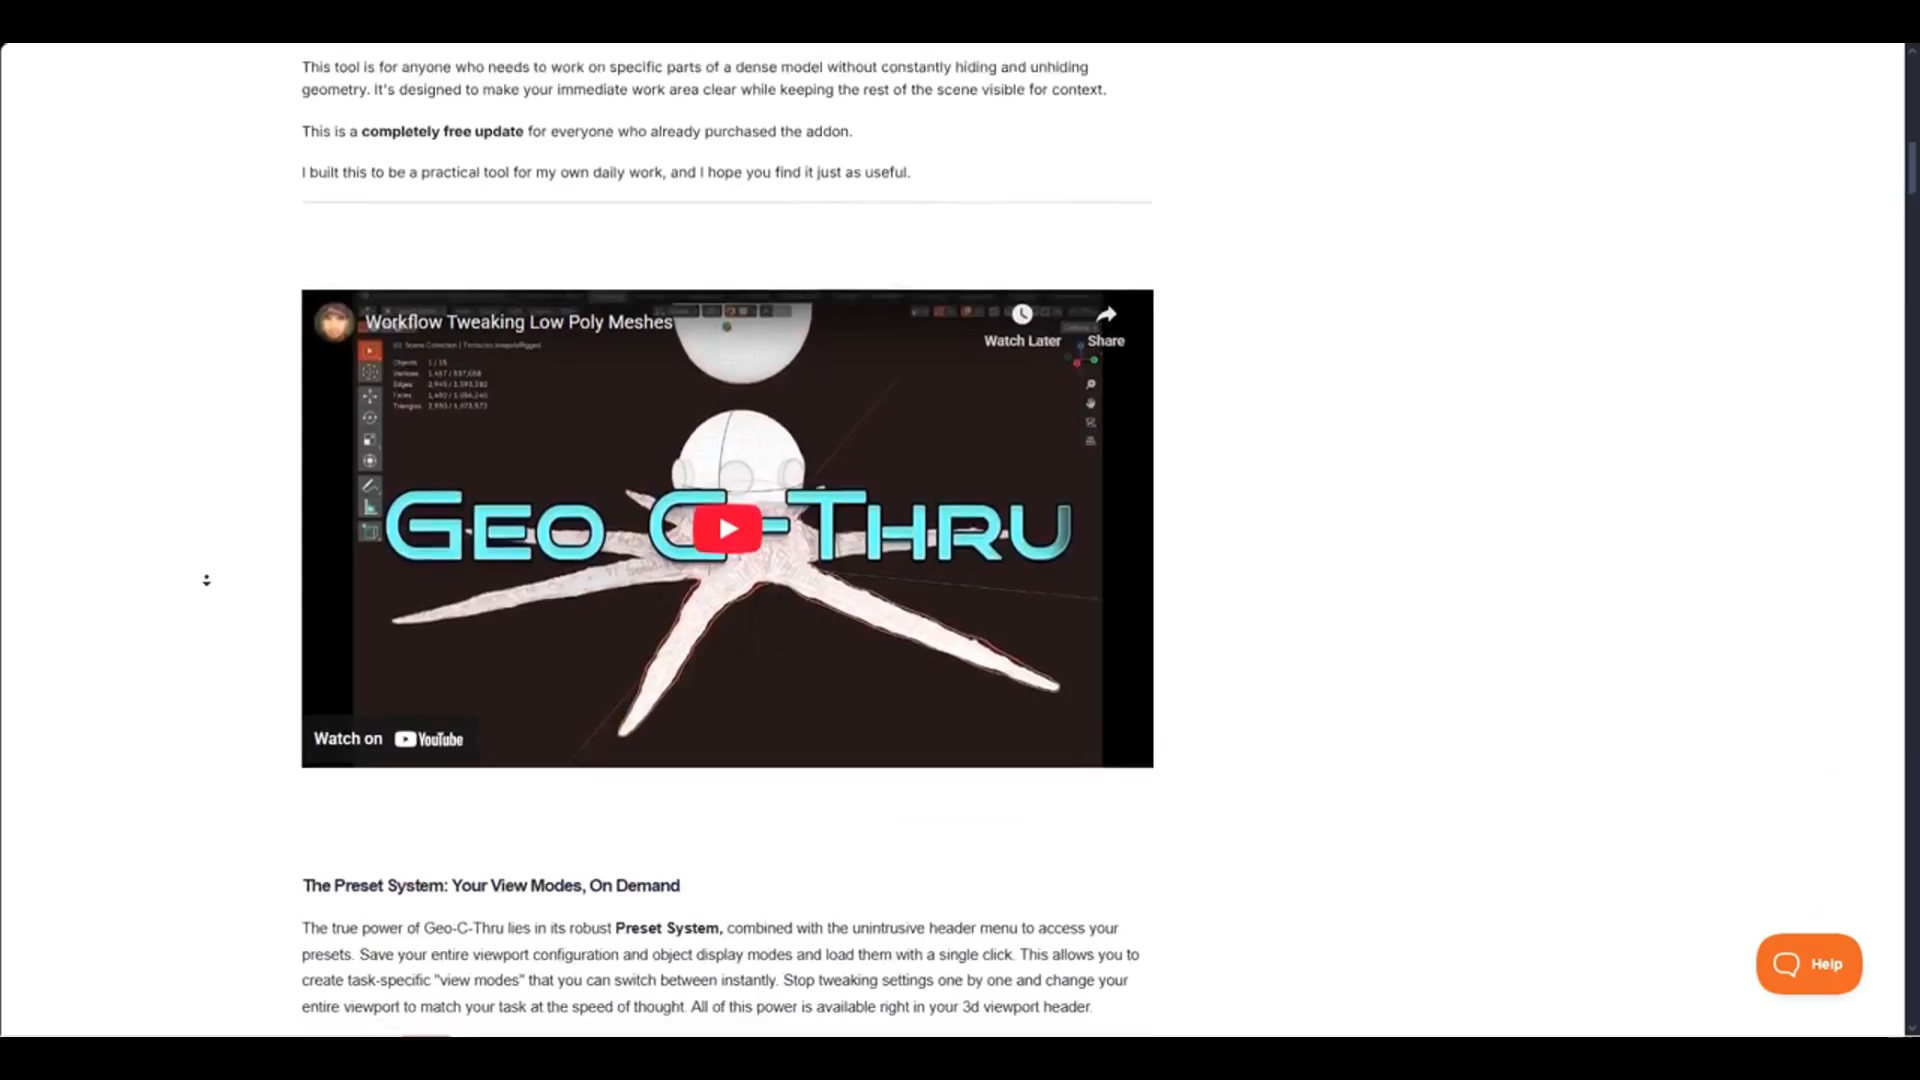 This tool is for anyone who needs to work on specific parts of a dense model without constantly hiding and unhiding
geometry. It's designed to make your immediate work area clear while keeping the rest of the scene visible for context.
This is a completely free update for everyone who already purchased the addon.
I built this to be a practical tool for my own daily work, and I hope you find it just as useful.
Workflow Tweaking Low Poly Meshes
Watch Later
Share
Objects 1 / 15
Vertices
Edges
Faces
Triangles
GEO C-THRU
Watch on YouTube
The Preset System: Your View Modes, On Demand
The true power of Geo-C-Thru lies in its robust Preset System, combined with the unintrusive header menu to access your
presets. Save your entire viewport configuration and object display modes and load them with a single click. This allows you to
create task-specific "view modes" that you can switch between instantly. Stop tweaking settings one by one and change your
entire viewport to match your task at the speed of thought. All of this power is available right in your 3d viewport header.
Help